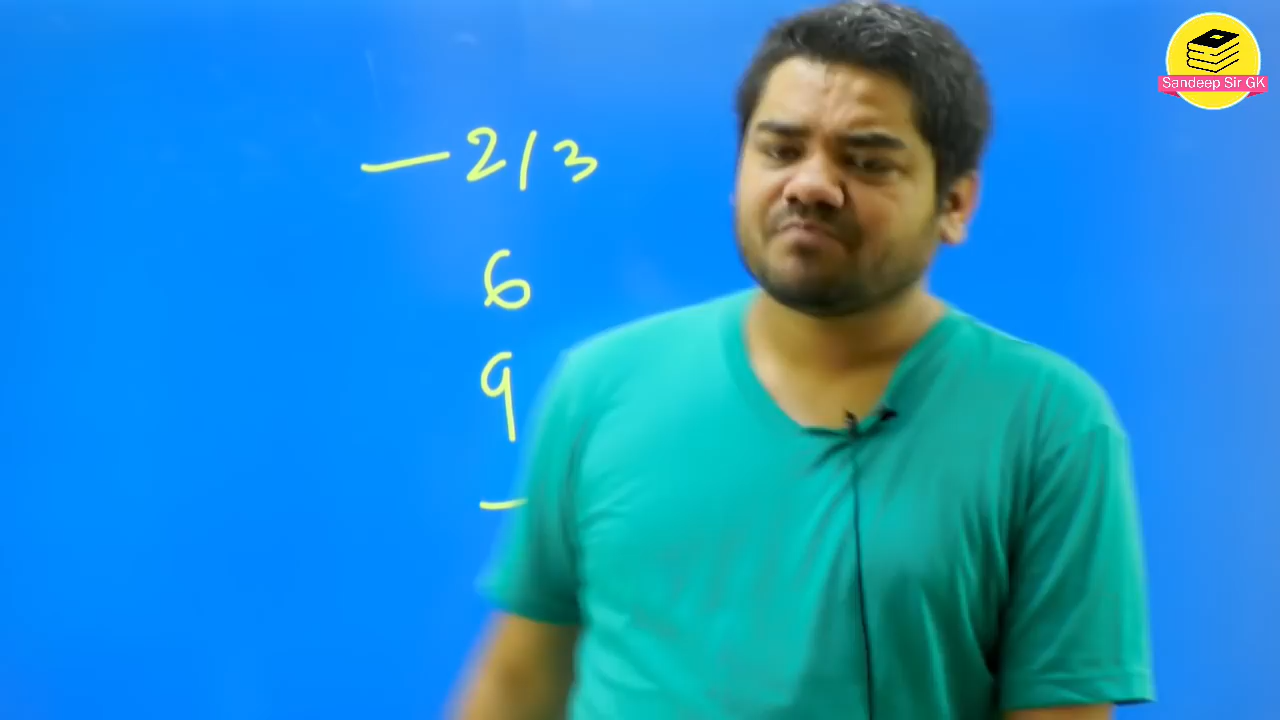 Sandeep Sir GK
— 2/3
6
9
—